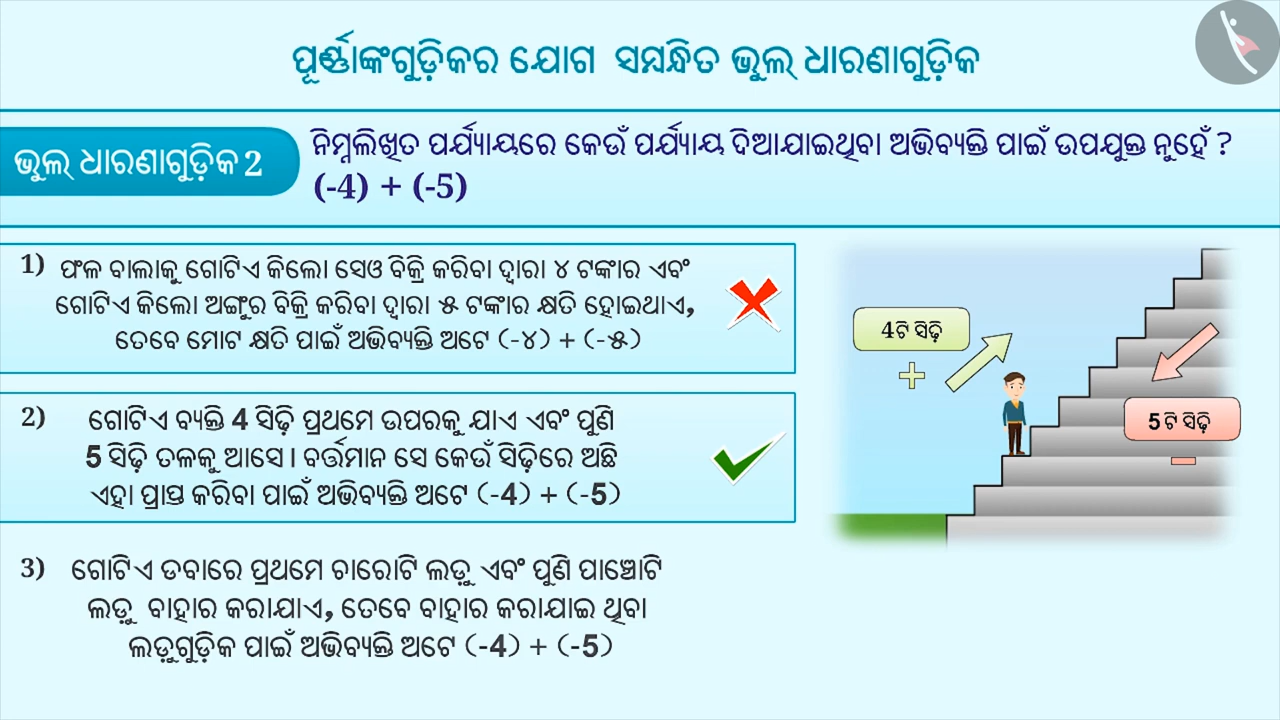 ପୂର୍ଣ୍ଣାଙ୍କଗୁଡ଼ିକର ଯୋଗ ସମ୍ବନ୍ଧିତ ଭୁଲ୍ ଧାରଣାଗୁଡ଼ିକ
ଭୁଲ୍ ଧାରଣାଗୁଡ଼ିକ 2
ନିମ୍ନଲିଖିତ ପର୍ଯ୍ୟାୟରେ କେଉଁ ପର୍ଯ୍ୟାୟ ଦିଆଯାଇଥିବା ଅଭିବ୍ୟକ୍ତି ପାଇଁ ଉପଯୁକ୍ତ ନୁହେଁ ?
(-4) + (-5)
1) ଫଳ ବାଲାକୁ ଗୋଟିଏ କିଲୋ ସେଓ ବିକ୍ରି କରିବା ଦ୍ୱାରା ୪ ଟଙ୍କାର ଏବଂ
ଗୋଟିଏ କିଲୋ ଅଙ୍ଗୁର ବିକ୍ରି କରିବା ଦ୍ୱାରା ୫ ଟଙ୍କାର କ୍ଷତି ହୋଇଥାଏ,
ତେବେ ମୋଟ କ୍ଷତି ପାଇଁ ଅଭିବ୍ୟକ୍ତି ଅଟେ (-୪) + (-୫)
2) ଗୋଟିଏ ବ୍ୟକ୍ତି 4 ସିଢ଼ି ପ୍ରଥମେ ଉପରକୁ ଯାଏ ଏବଂ ପୁଣି
5 ସିଢ଼ି ତଳକୁ ଆସେ । ବର୍ତ୍ତମାନ ସେ କେଉଁ ସିଢ଼ିରେ ଅଛି
ଏହା ପ୍ରାପ୍ତ କରିବା ପାଇଁ ଅଭିବ୍ୟକ୍ତି ଅଟେ (-4) + (-5)
3) ଗୋଟିଏ ଡବାରେ ପ୍ରଥମେ ଚାରୋଟି ଲଡ଼ୁ ଏବଂ ପୁଣି ପାଞ୍ଚୋଟି
ଲଡ଼ୁ ବାହାର କରାଯାଏ, ତେବେ ବାହାର କରାଯାଇ ଥିବା
ଲଡ଼ୁଗୁଡ଼ିକ ପାଇଁ ଅଭିବ୍ୟକ୍ତି ଅଟେ (-4) + (-5)
4ଟି ସିଢ଼ି
+
5 ଟି ସିଢ଼ି
-